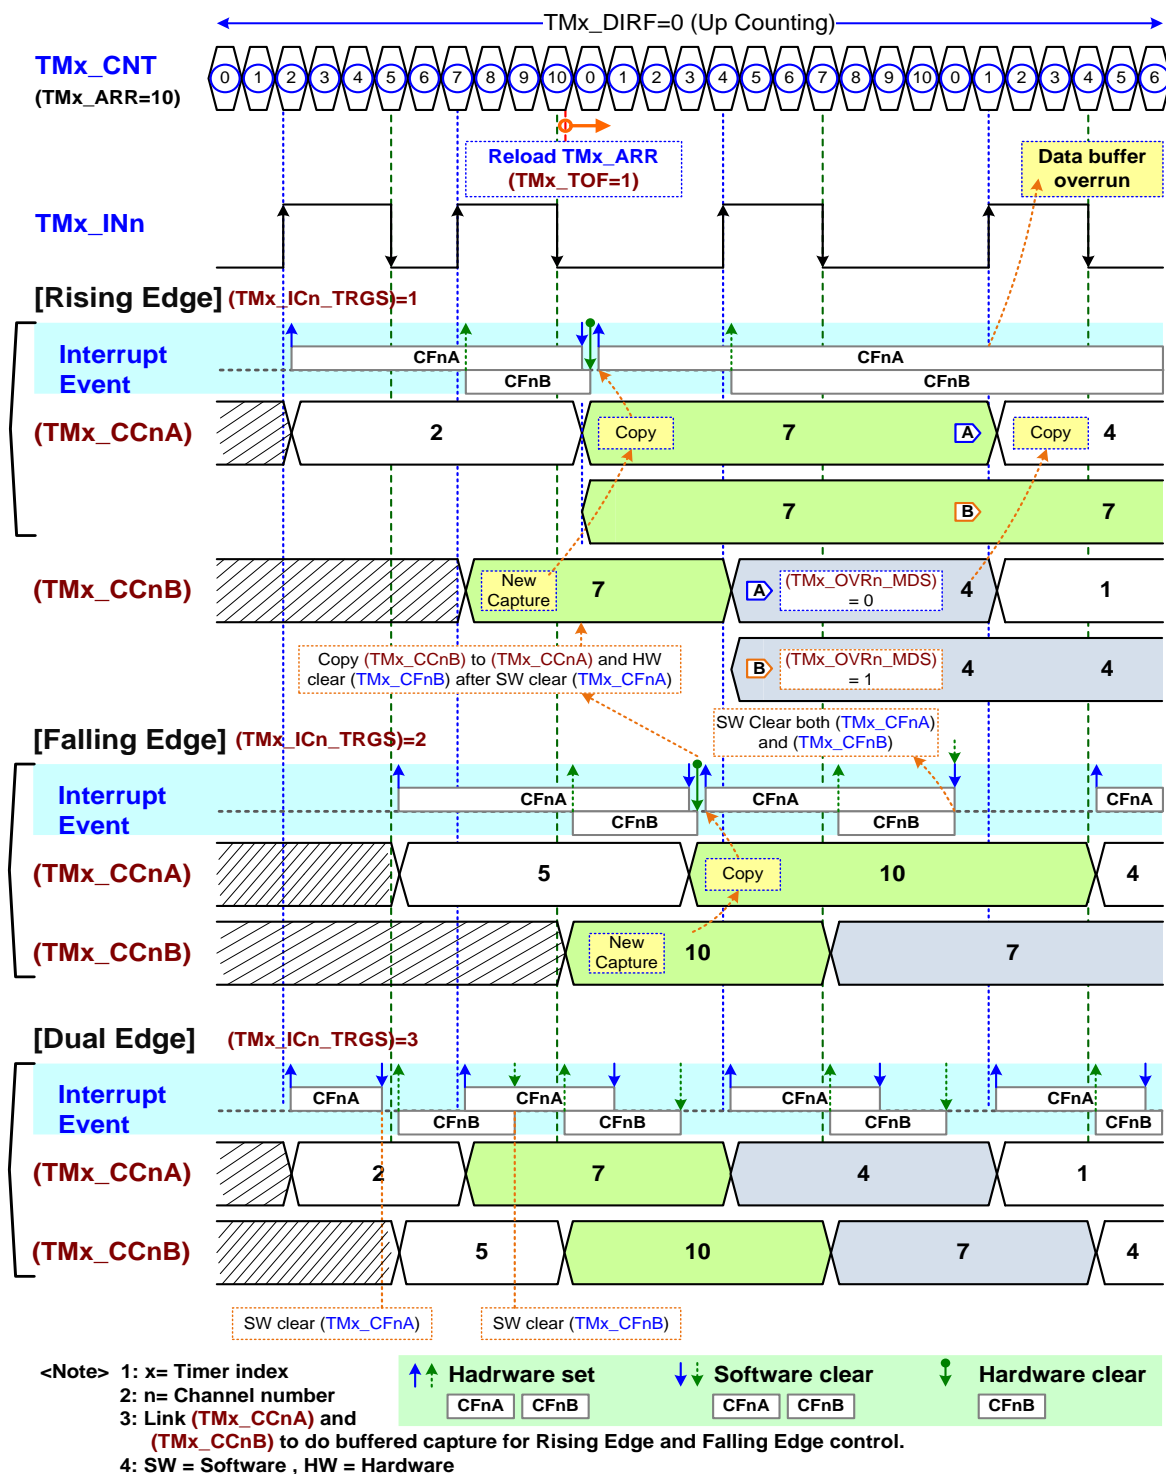 TMx_DIRF=0 (Up Counting)
TMx_CNT
(TMx_ARR=10)
0 1 2 3 4 5 6 7 8 9 10 0 1 2 3 4 5 6 7 8 9 10 0 1 2 3 4 5 6
Reload TMx_ARR
(TMx_TOF=1)
Data buffer
overrun
TMx_INn
[Rising Edge] (TMx_ICn_TRGS)=1
Interrupt
Event
CFnA
CFnB
CFnA
CFnB
(TMx_CCnA)
2
Copy
7
A
Copy
4
7
B
7
(TMx_CCnB)
New
Capture
7
A
(TMx_OVRn_MDS)
= 0
4
1
B
(TMx_OVRn_MDS)
= 1
4
4
Copy (TMx_CCnB) to (TMx_CCnA) and HW
clear (TMx_CFnB) after SW clear (TMx_CFnA)
SW Clear both (TMx_CFnA)
and (TMx_CFnB)
[Falling Edge] (TMx_ICn_TRGS)=2
Interrupt
Event
CFnA
CFnB
CFnA
CFnB
CFnA
(TMx_CCnA)
5
Copy
10
4
(TMx_CCnB)
New
Capture
10
7
[Dual Edge] (TMx_ICn_TRGS)=3
Interrupt
Event
CFnA
CFnB
CFnA
CFnB
CFnA
CFnB
CFnA
CFnB
(TMx_CCnA)
2
7
4
1
(TMx_CCnB)
5
10
7
4
SW clear (TMx_CFnA)
SW clear (TMx_CFnB)
<Note> 1: x= Timer index
2: n= Channel number
3: Link (TMx_CCnA) and
(TMx_CCnB) to do buffered capture for Rising Edge and Falling Edge control.
4: SW = Software , HW = Hardware
Hadrware set
CFnA CFnB
Software clear
CFnA CFnB
Hardware clear
CFnB